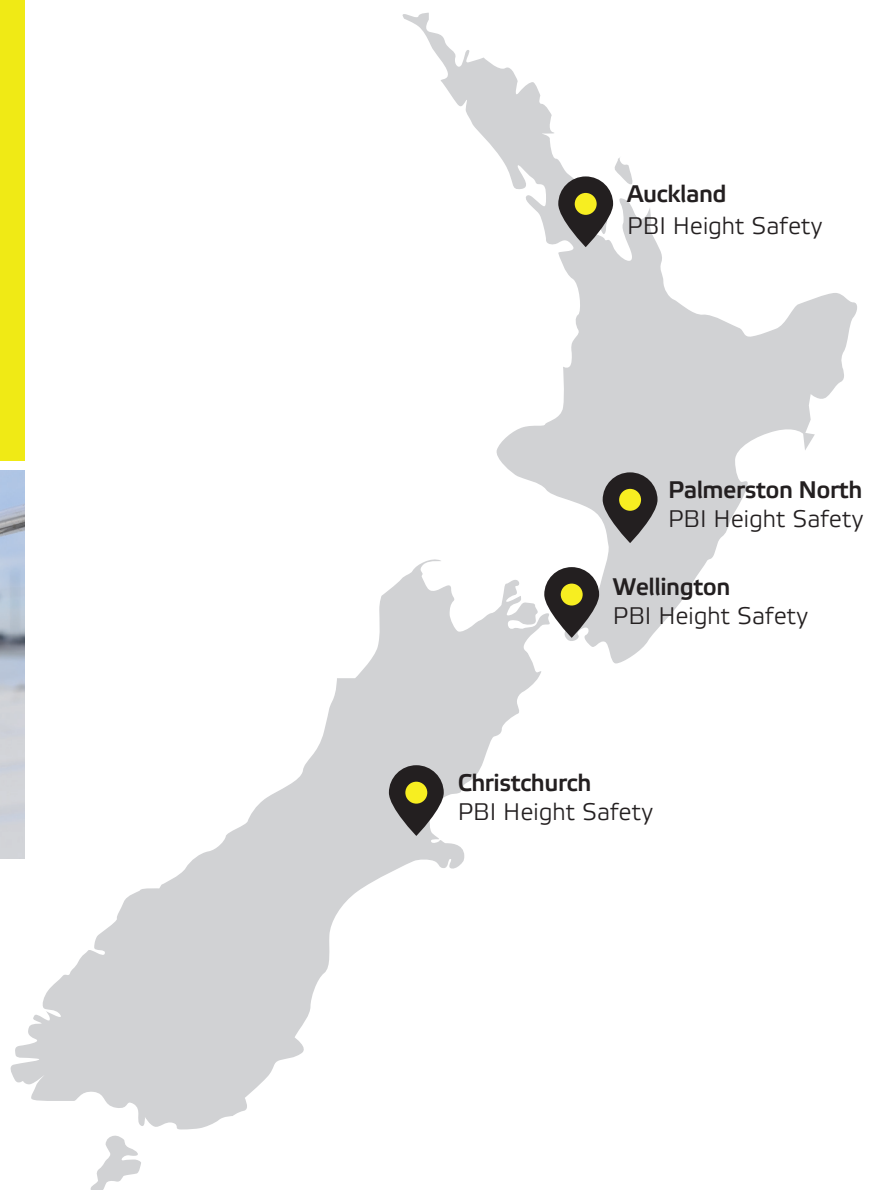 Auckland
PBI Height Safety
Palmerston North
PBI Height Safety
Wellington
PBI Height Safety
Christchurch
PBI Height Safety